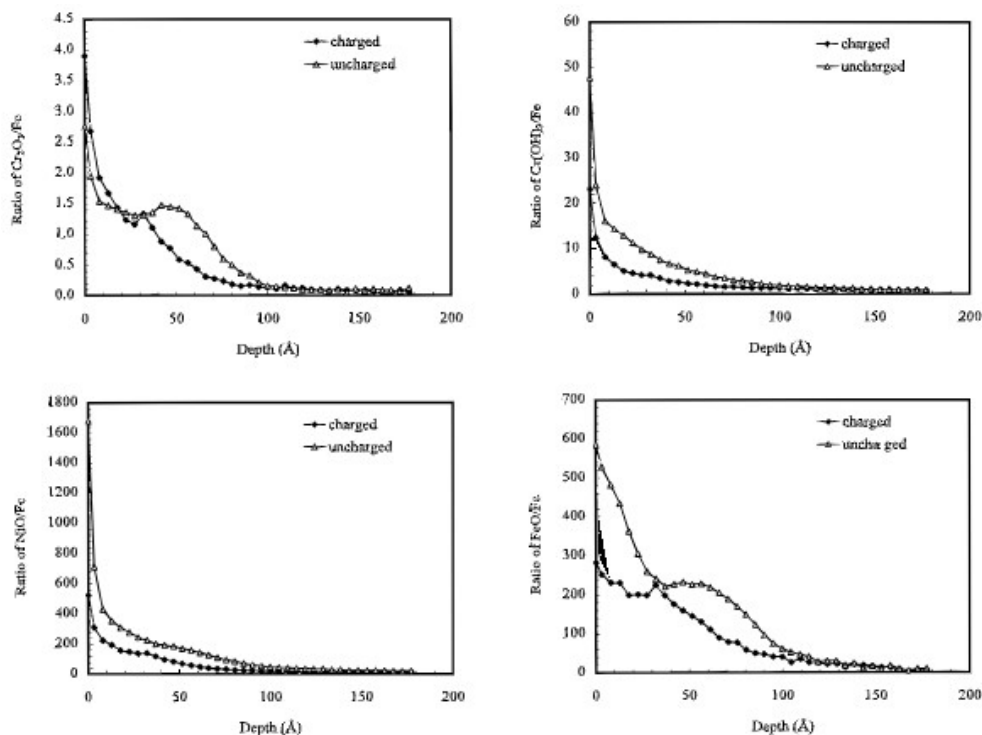 4.5
4.0
3.5
3.0
2.5
2.0
1.5
1.0
0.5
0.0
0 50 100 150 200
Depth (Å)
Ratio of Cr₂O₃/Fe
charged
uncharged
60
50
40
30
20
10
0
0 50 100 150 200
Depth (Å)
Ratio of Cr(OH)₃/Fe
charged
uncharged
1800
1600
1400
1200
1000
800
600
400
200
0
0 50 100 150 200
Depth (Å)
Ratio of NiO/Fe
charged
uncharged
700
600
500
400
300
200
100
0
0 50 100 150 200
Depth (Å)
Ratio of FeO/Fe
charged
uncharged